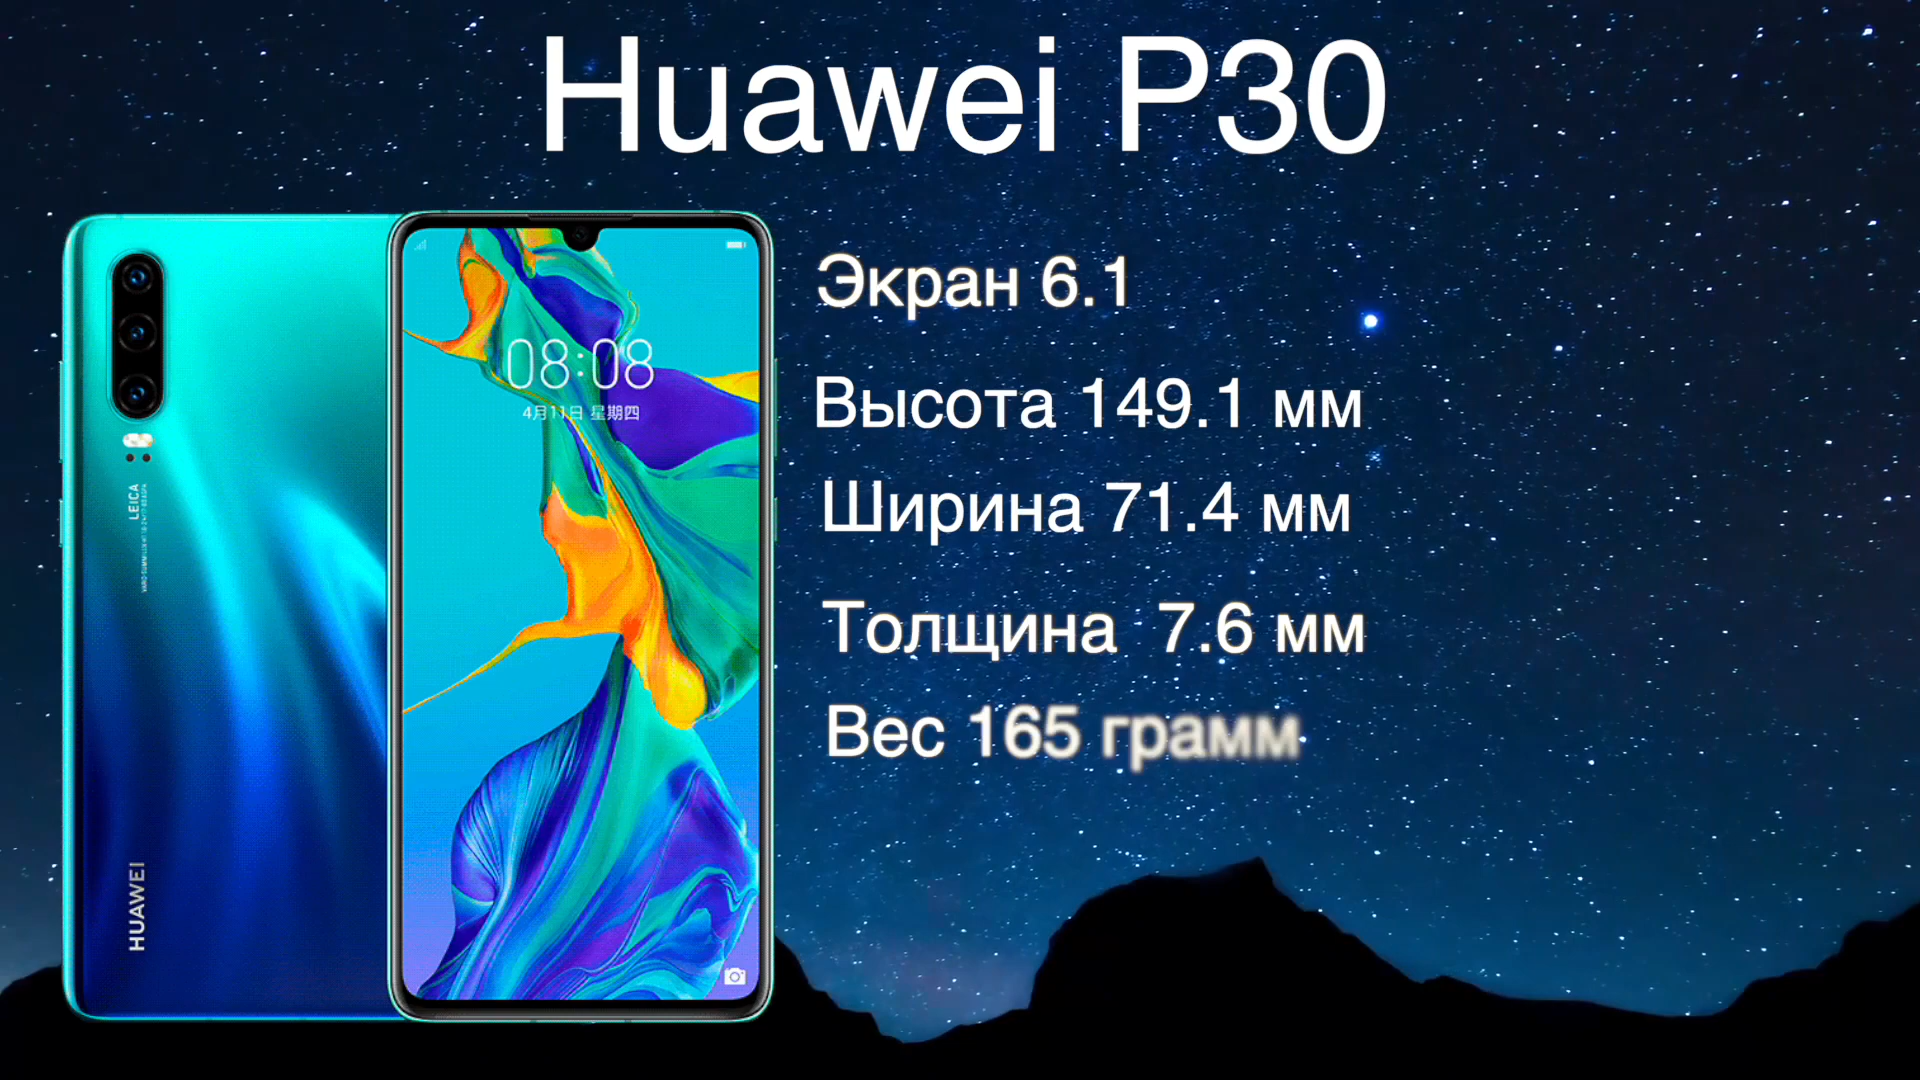 Huawei P30
Экран 6.1
08:08
4月11日 星期四
Высота 149.1 мм
LEICA
Ширина 71.4 мм
Толщина 7.6 мм
Вес 165 грамм
HUAWEI